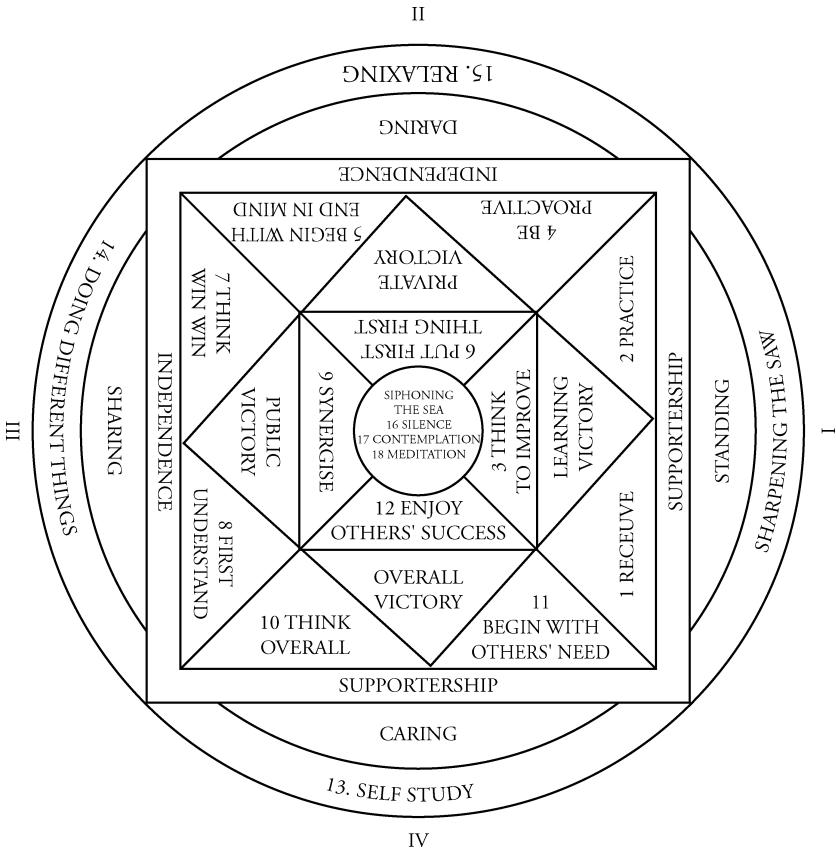 II
15. RELAXING
DARING
INDEPENDENCE
5 BEGIN WITH
END IN MIND
4 BE
PROACTIVE
PRIVATE
VICTORY
6 PUT FIRST
THING FIRST
14. DOING DIFFERENT THINGS
III
SHARING
INDEPENDENCE
7 THINK
WIN WIN
PUBLIC
VICTORY
8 FIRST
UNDERSTAND
9 SYNERGISE
SIPHONING
THE SEA
16 SILENCE
17 CONTEMPLATION
18 MEDITATION
3 THINK
TO IMPROVE
LEARNING
VICTORY
2 PRACTICE
1 RECEUVE
SUPPORTERSHIP
STANDING
SHARPENING THE SAW
I
12 ENJOY
OTHERS' SUCCESS
OVERALL
VICTORY
10 THINK
OVERALL
11
BEGIN WITH
OTHERS' NEED
SUPPORTERSHIP
CARING
13. SELF STUDY
IV